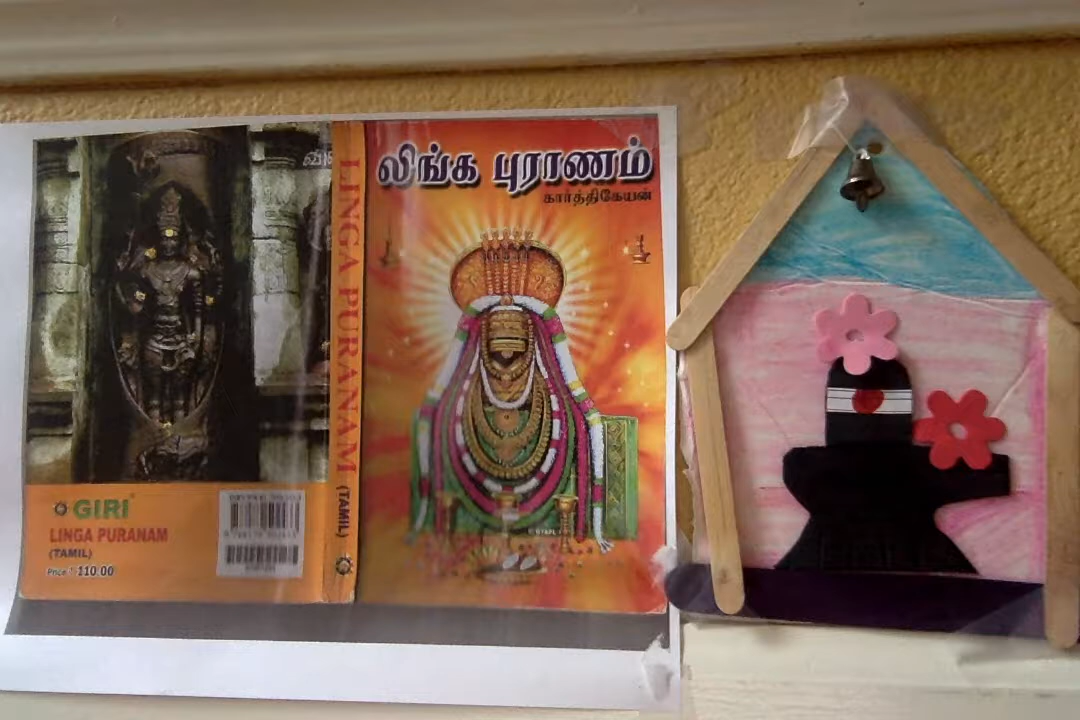 லிங்க புராணம்
கார்த்திகேயன்
LINGA PURANAM (TAMIL)
GIRI
LINGA PURANAM
(TAMIL)
Price : 110.00